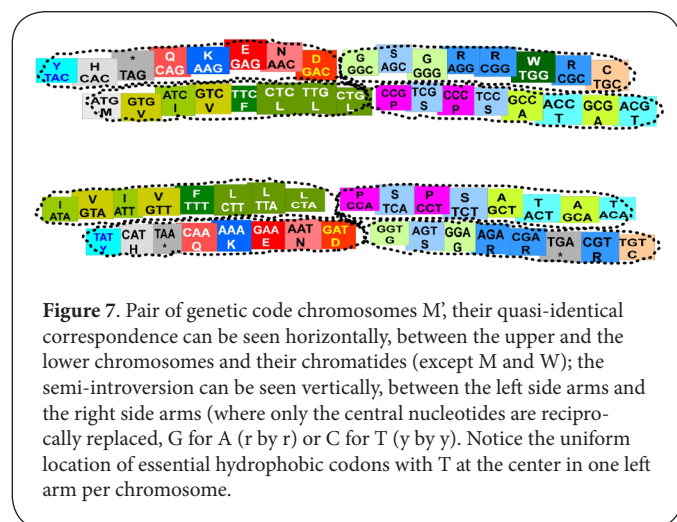 Y H * Q K E N D G S G R R W R C
TAC CAC TAG CAG AAG GAG AAC GAC GGC AGC GGG AGG CGG TGG CGC TGC
ATG GTG ATC GTC TTC CTC TTG CTG CCG TCG CCC TCC GCC ACC GCG ACG
*M V I V F L L L P S P S A T A T
I V I V F L L L P S P S A T A T
ATA GTA ATT GTT TTT CTT TTA CTA CCA TCA CCT TCT GCT ACT GCA ACA
TAT CAT TAA CAA AAA GAA AAT GAT GGT AGT GGA AGA CGA TGA CGT TGT
Y H * Q K E N D G S G R R * R C
Figure 7. Pair of genetic code chromosomes M’, their quasi-identical
correspondence can be seen horizontally, between the upper and the
lower chromosomes and their chromatides (except M and W); the
semi-introversion can be seen vertically, between the left side arms and
the right side arms (where only the central nucleotides are recipro-
cally replaced, G for A (r by r) or C for T (y by y). Notice the uniform
location of essential hydrophobic codons with T at the center in one left
arm per chromosome.